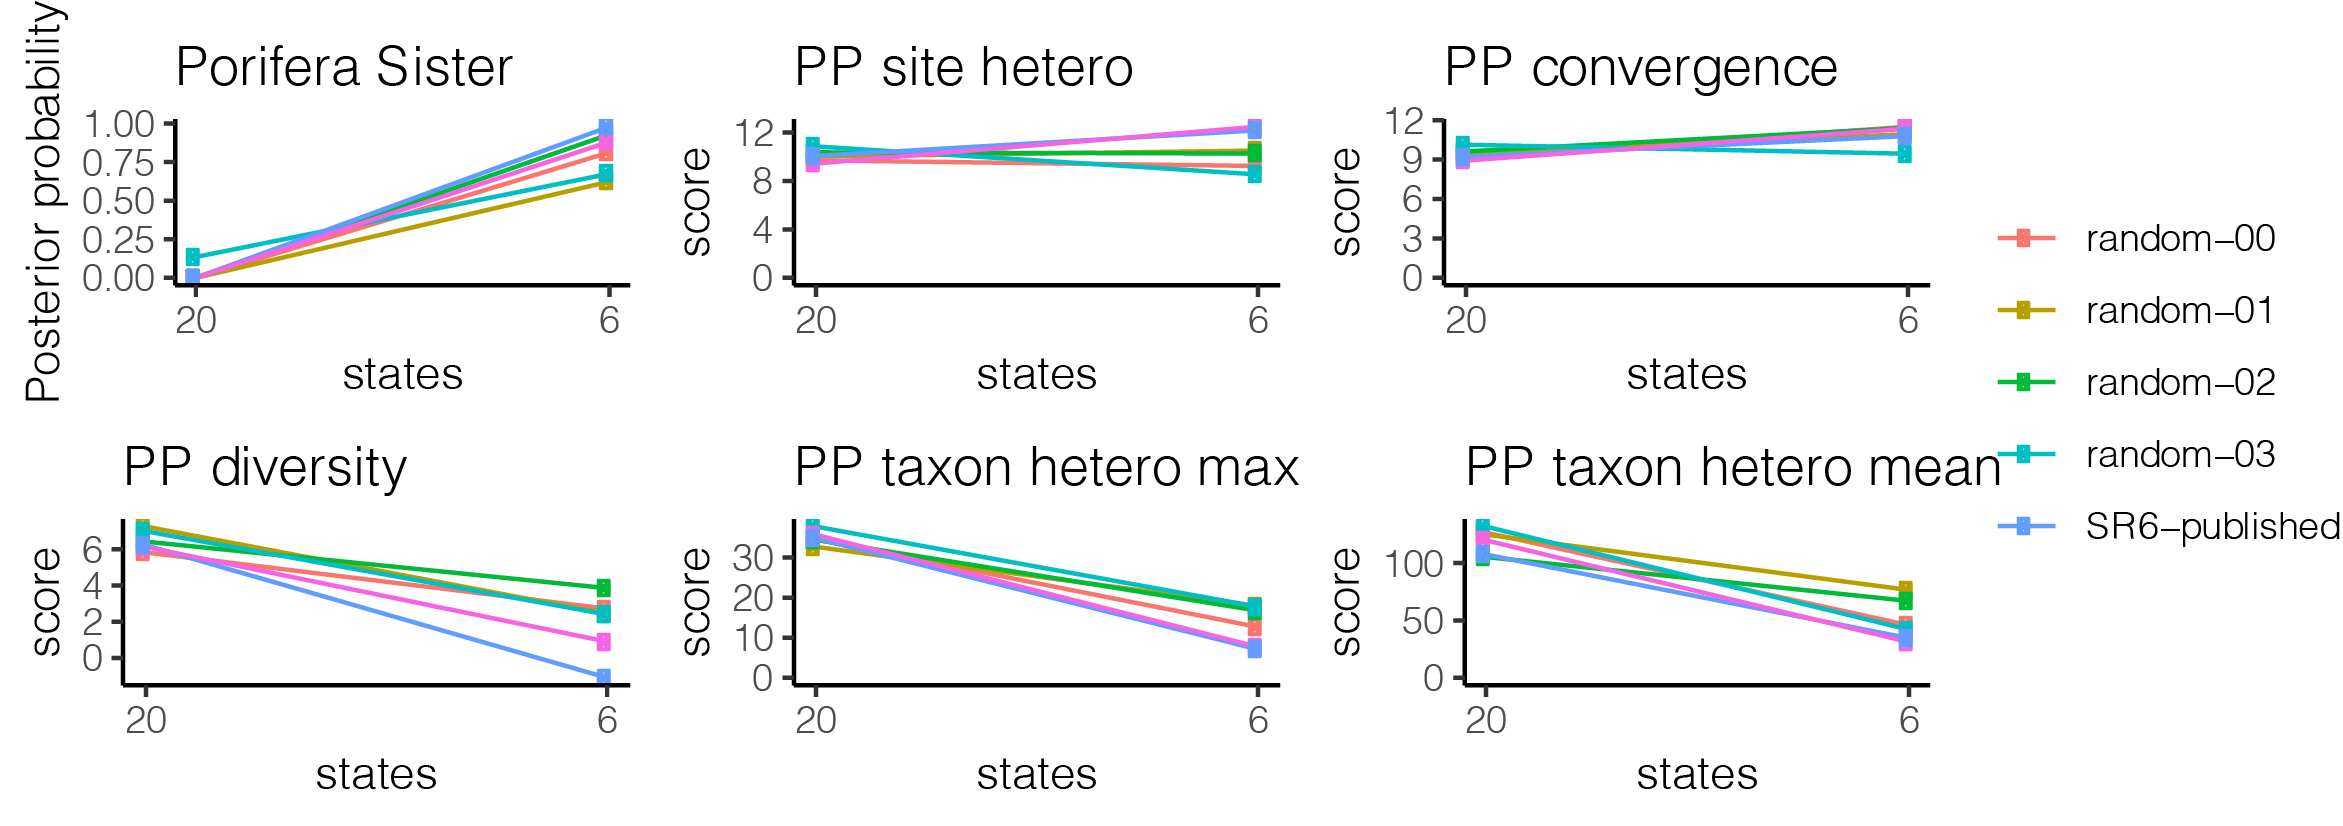 Porifera Sister
Posterior probability
1.00
0.75
0.50
0.25
0.00
20
6
states
PP site hetero
score
12
8
4
0
20
6
states
PP convergence
score
12
9
6
3
0
20
6
states
PP diversity
score
6
4
2
0
20
6
states
PP taxon hetero max
score
30
20
10
0
20
6
states
PP taxon hetero mean
score
100
50
0
20
6
states
random–00
random–01
random–02
random–03
SR6–published